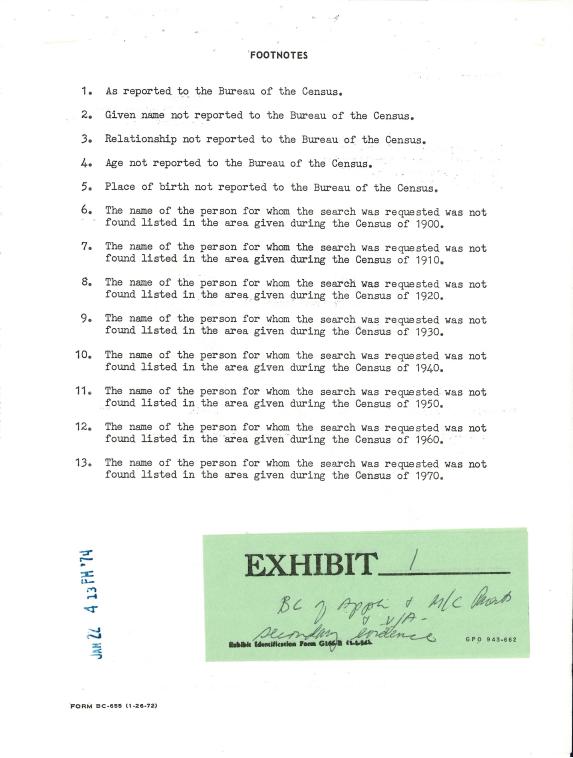 FOOTNOTES
1. As reported to the Bureau of the Census.
2. Given name not reported to the Bureau of the Census.
3. Relationship not reported to the Bureau of the Census.
4. Age not reported to the Bureau of the Census.
5. Place of birth not reported to the Bureau of the Census.
6. The name of the person for whom the search was requested was not
found listed in the area given during the Census of 1900.
7. The name of the person for whom the search was requested was not
found listed in the area given during the Census of 1910.
8. The name of the person for whom the search was requested was not
found listed in the area given during the Census of 1920.
9. The name of the person for whom the search was requested was not
found listed in the area given during the Census of 1930.
10. The name of the person for whom the search was requested was not
found listed in the area given during the Census of 1940.
11. The name of the person for whom the search was requested was not
found listed in the area given during the Census of 1950.
12. The name of the person for whom the search was requested was not
found listed in the area given during the Census of 1960.
13. The name of the person for whom the search was requested was not
found listed in the area given during the Census of 1970.
JAN 22 4 13 PM '74
EXHIBIT 1
BC of Appli & M/C
secondary evidence
Exhibit Identification Form
GPO 943-662
FORM BC-655 (1-26-72)